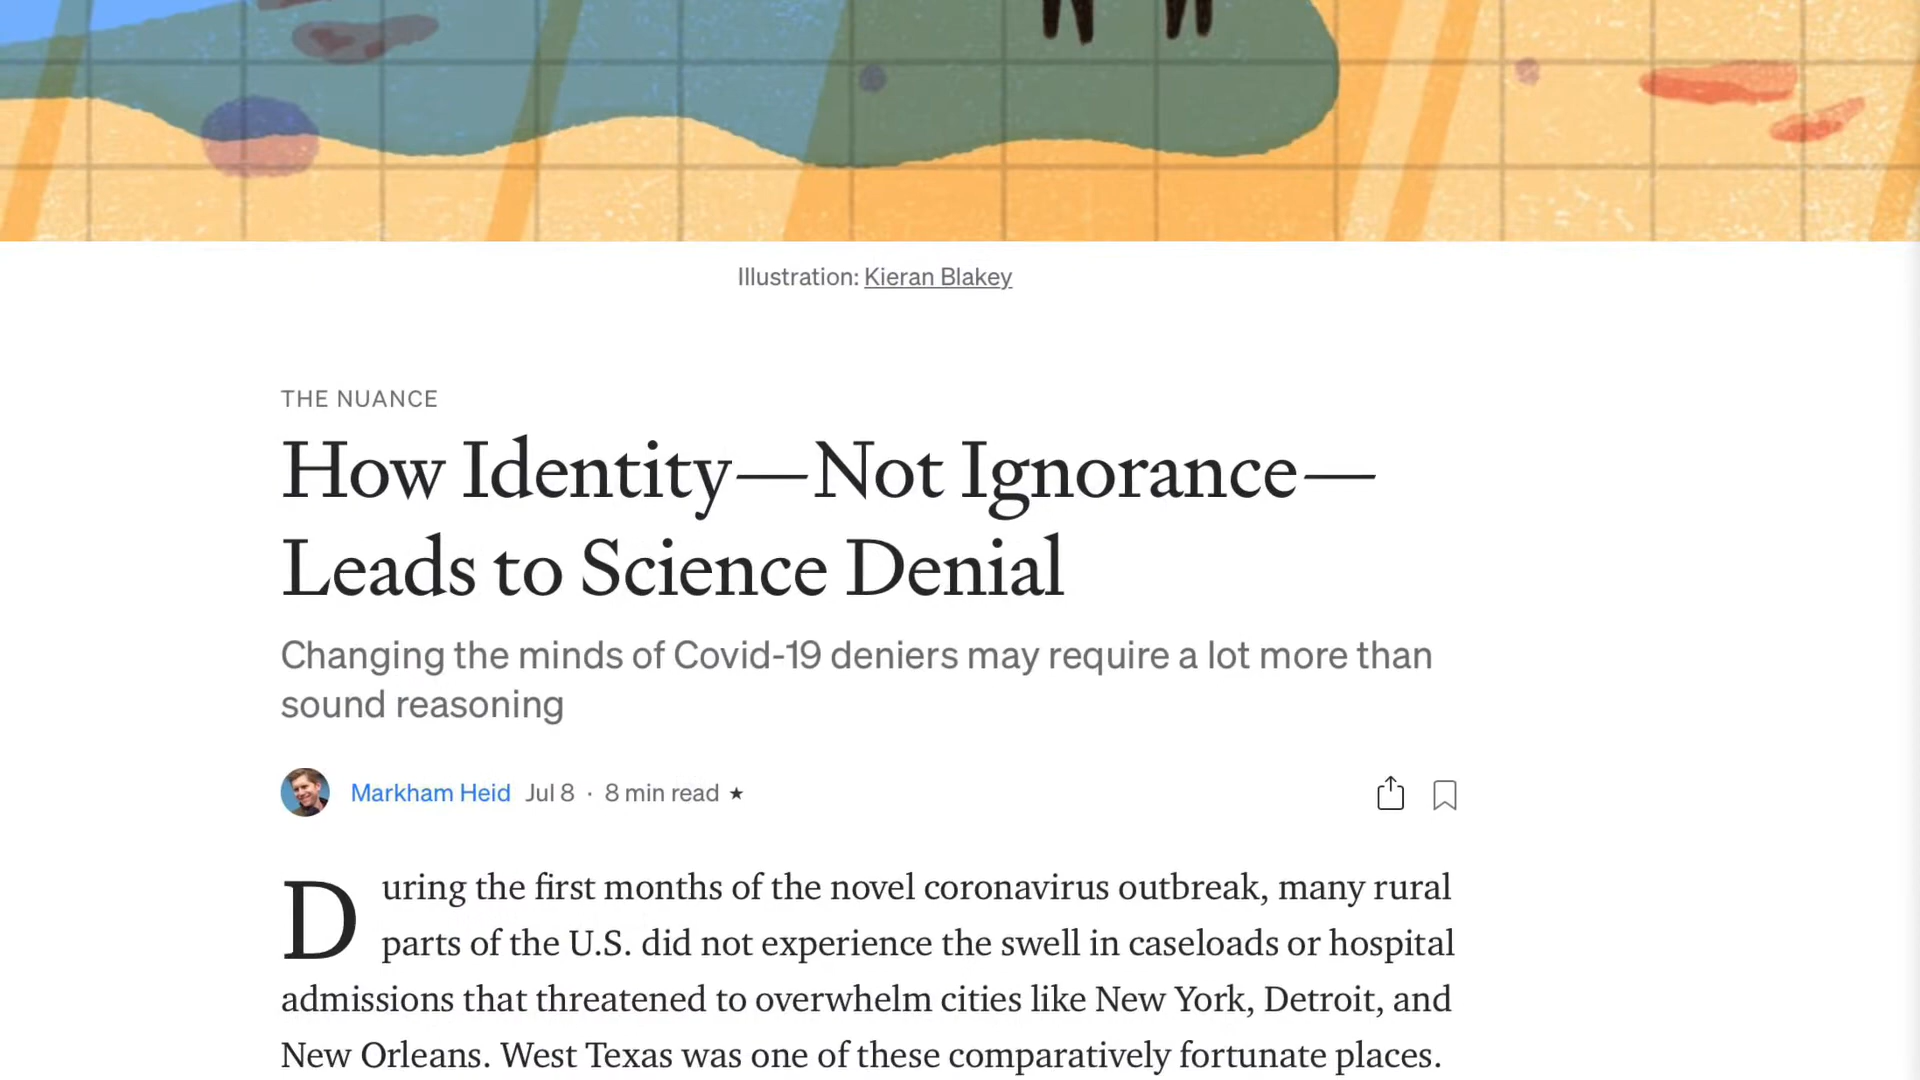 Illustration: Kieran Blakey
THE NUANCE
How Identity—Not Ignorance—
Leads to Science Denial
Changing the minds of Covid-19 deniers may require a lot more than
sound reasoning
Markham Heid Jul 8 · 8 min read ★
During the first months of the novel coronavirus outbreak, many rural
parts of the U.S. did not experience the swell in caseloads or hospital
admissions that threatened to overwhelm cities like New York, Detroit, and
New Orleans. West Texas was one of these comparatively fortunate places.